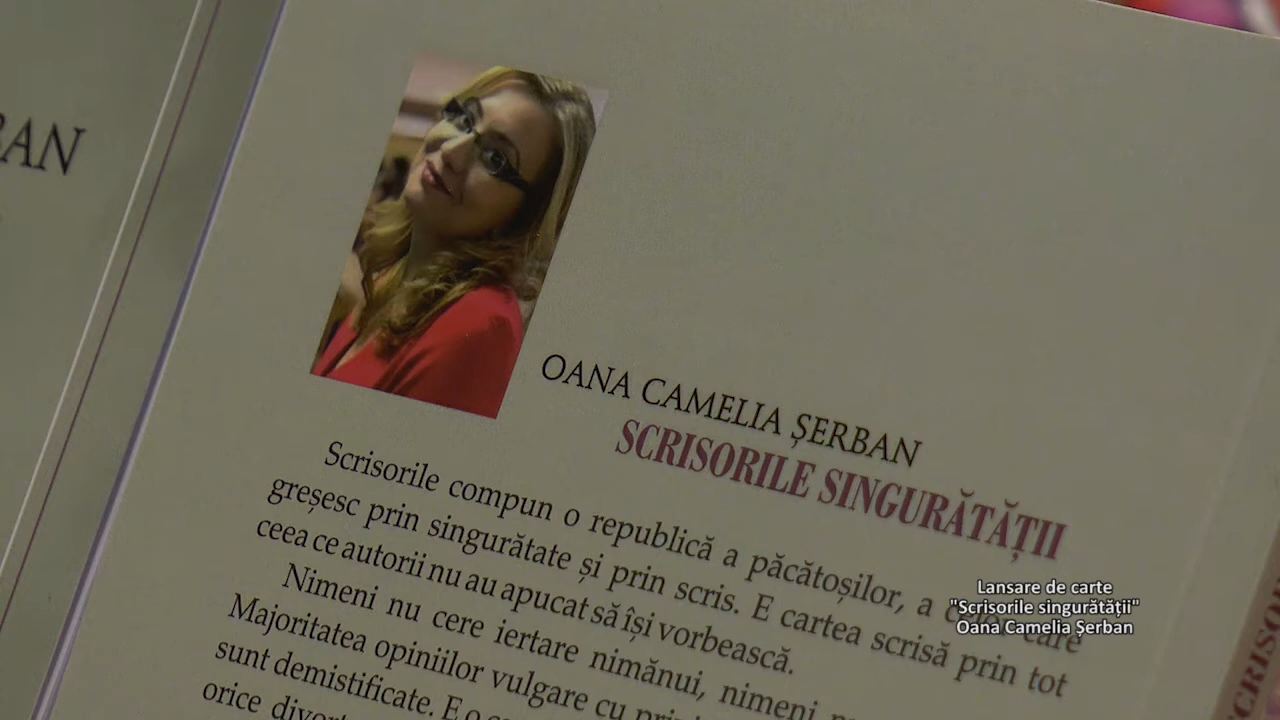 OANA CAMELIA ȘERBAN
SCRISORILE SINGURĂTĂȚII
Scrisorile compun o republică a păcătoșilor, a celor care
greșesc prin singurătate și prin scris. E cartea scrisă prin tot
ceea ce autorii nu au apucat să își vorbească.
Nimeni nu cere iertare nimănui, nimeni
Majoritatea opiniilor vulgare cu
sunt demistificate. E o
orice
Lansare de carte
"Scrisorile singurătății"
Oana Camelia Șerban